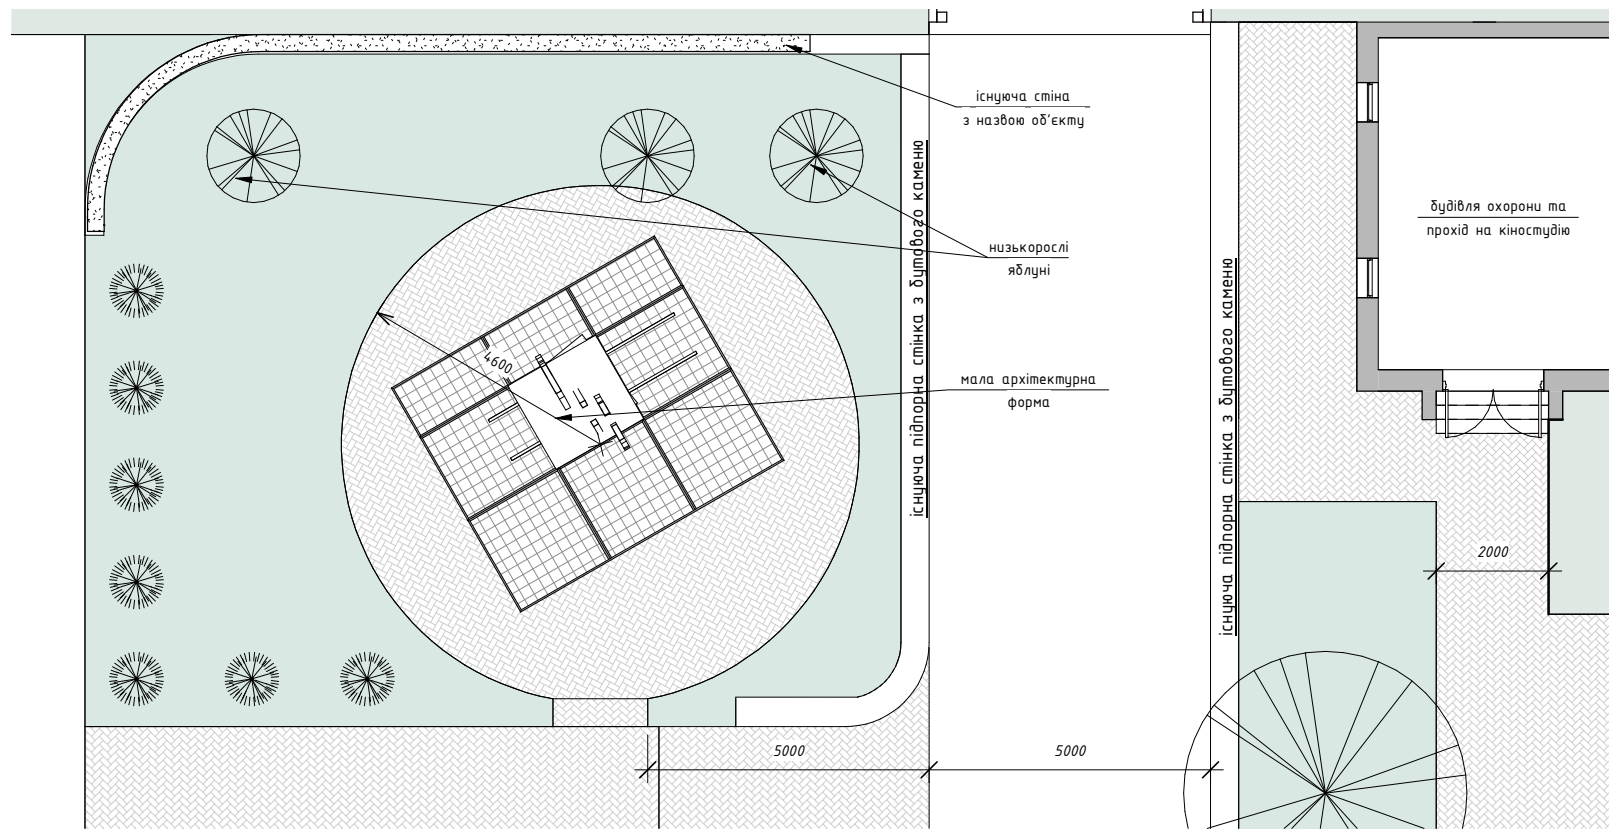 існуюча стіна
з назвою об'єкту
існуюча підпорна стінка з бутового каменю
будівля охорони та
прохід на кіностудію
низькорослі
яблуні
існуюча підпорна стінка з бутового каменю
4600
мала архітектурна
форма
2000
5000
5000